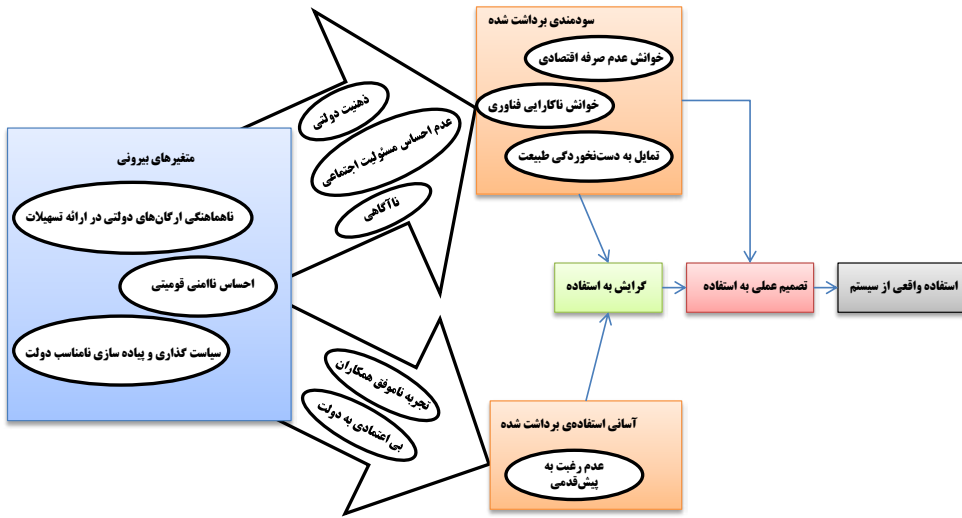 سودمندی برداشت شده
خوانش عدم صرفه اقتصادی
خوانش ناکارایی فناوری
تمایل به دست‌نخوردگی طبیعت
ذهنیت دولتی
عدم احساس مسئولیت اجتماعی
ناآگاهی
متغیرهای بیرونی
ناهماهنگی ارگان‌های دولتی در ارائه تسهیلات
احساس ناامنی قومیتی
سیاست گذاری و پیاده سازی نامناسب دولت
گرایش به استفاده
تصمیم عملی به استفاده
استفاده واقعی از سیستم
تجربه ناموفق همکاران
بی اعتمادی به دولت
آسانی استفاده‌ی برداشت شده
عدم رغبت به
پیش‌قدمی